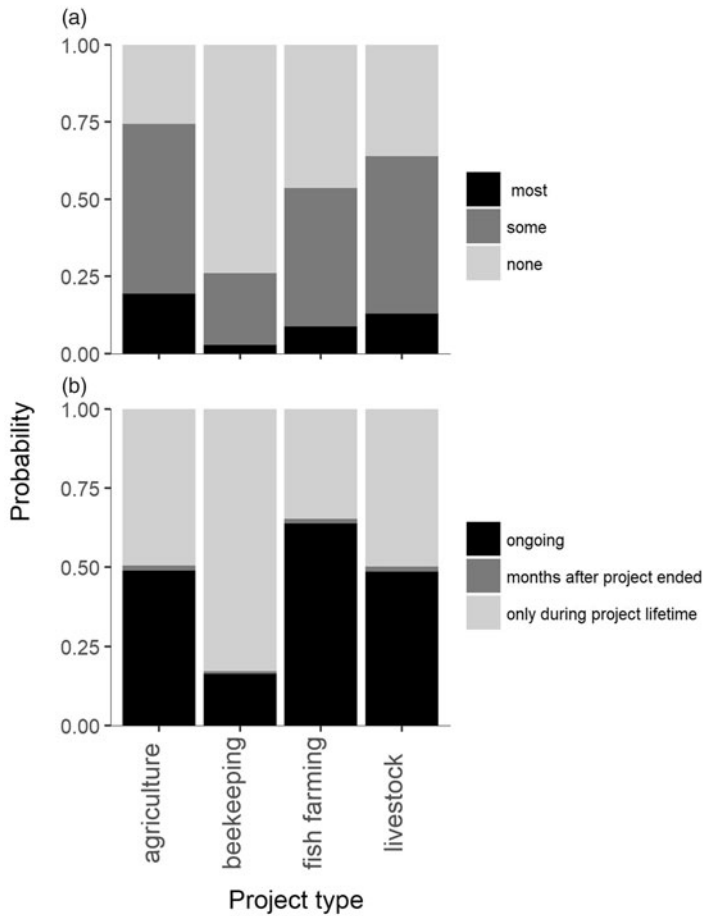 (a)
1.00
0.75
0.50
0.25
0.00
most
some
none
(b)
1.00
0.75
0.50
0.25
0.00
ongoing
months after project ended
only during project lifetime
Probability
agriculture
beekeeping
fish farming
livestock
Project type